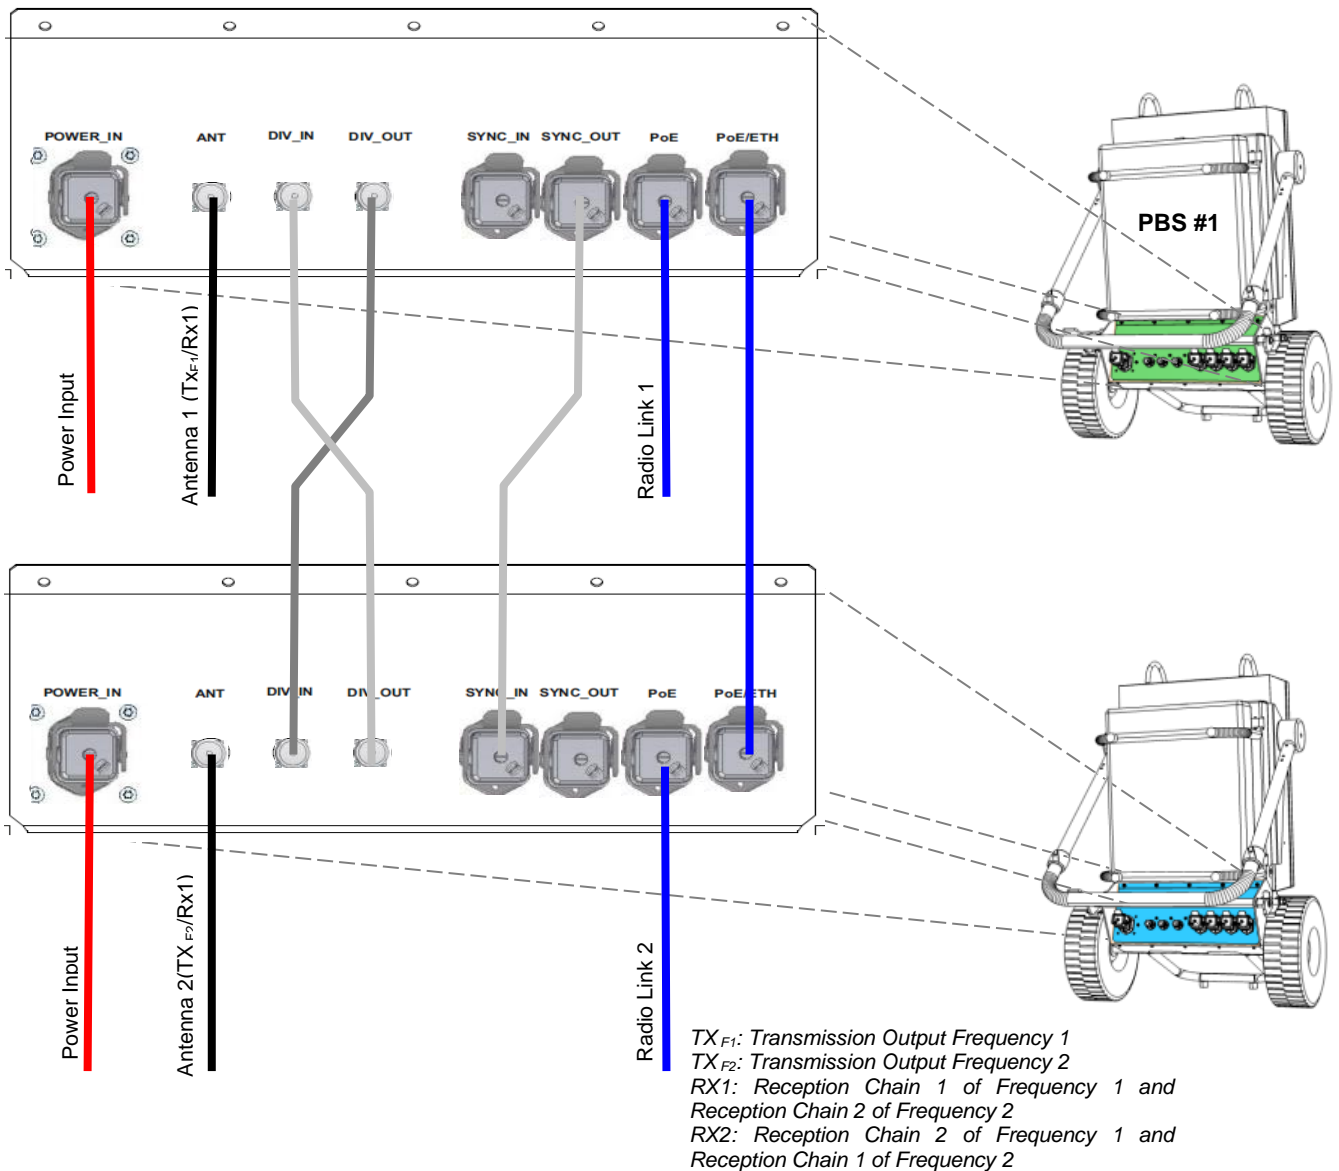 POWER_IN ANT DIV_IN DIV_OUT SYNC_IN SYNC_OUT PoE PoE/ETH
PBS #1
Power Input
Antenna 1 (TxF1/Rx1)
Radio Link 1
POWER_IN ANT DIV_IN DIV_OUT SYNC_IN SYNC_OUT PoE PoE/ETH
Power Input
Antenna 2(TX F2/Rx1)
Radio Link 2
TX F1: Transmission Output Frequency 1
TX F2: Transmission Output Frequency 2
RX1: Reception Chain 1 of Frequency 1 and
Reception Chain 2 of Frequency 2
RX2: Reception Chain 2 of Frequency 1 and
Reception Chain 1 of Frequency 2